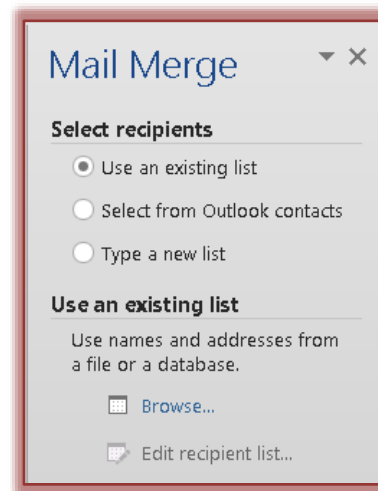 Mail Merge
Select recipients
Use an existing list
Select from Outlook contacts
Type a new list
Use an existing list
Use names and addresses from
a file or a database.
Browse...
Edit recipient list...